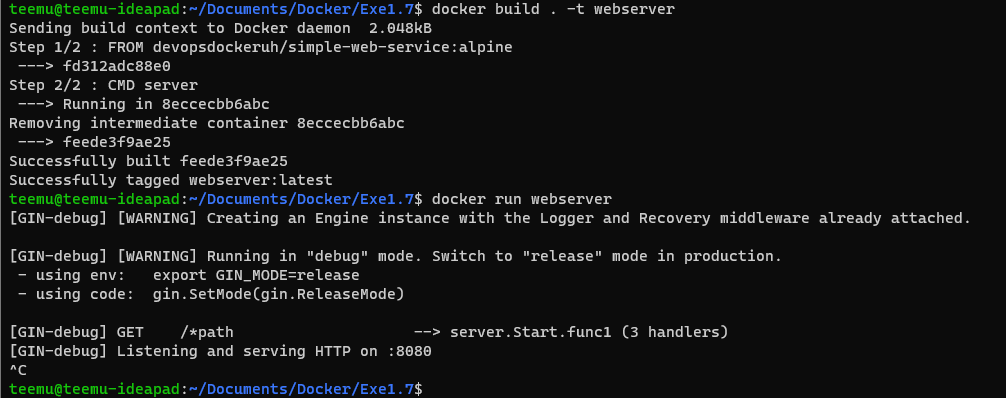 teemu@teemu-ideapad:~/Documents/Docker/Exe1.7$ docker build . -t webserver
Sending build context to Docker daemon  2.048kB
Step 1/2 : FROM devopsdockeruh/simple-web-service:alpine
 ---> fd312adc88e0
Step 2/2 : CMD server
 ---> Running in 8eccecbb6abc
Removing intermediate container 8eccecbb6abc
 ---> feede3f9ae25
Successfully built feede3f9ae25
Successfully tagged webserver:latest
teemu@teemu-ideapad:~/Documents/Docker/Exe1.7$ docker run webserver
[GIN-debug] [WARNING] Creating an Engine instance with the Logger and Recovery middleware already attached.
[GIN-debug] [WARNING] Running in "debug" mode. Switch to "release" mode in production.
 - using env:   export GIN_MODE=release
 - using code:  gin.SetMode(gin.ReleaseMode)
[GIN-debug] GET    /*path                    --> server.Start.func1 (3 handlers)
[GIN-debug] Listening and serving HTTP on :8080
^C
teemu@teemu-ideapad:~/Documents/Docker/Exe1.7$